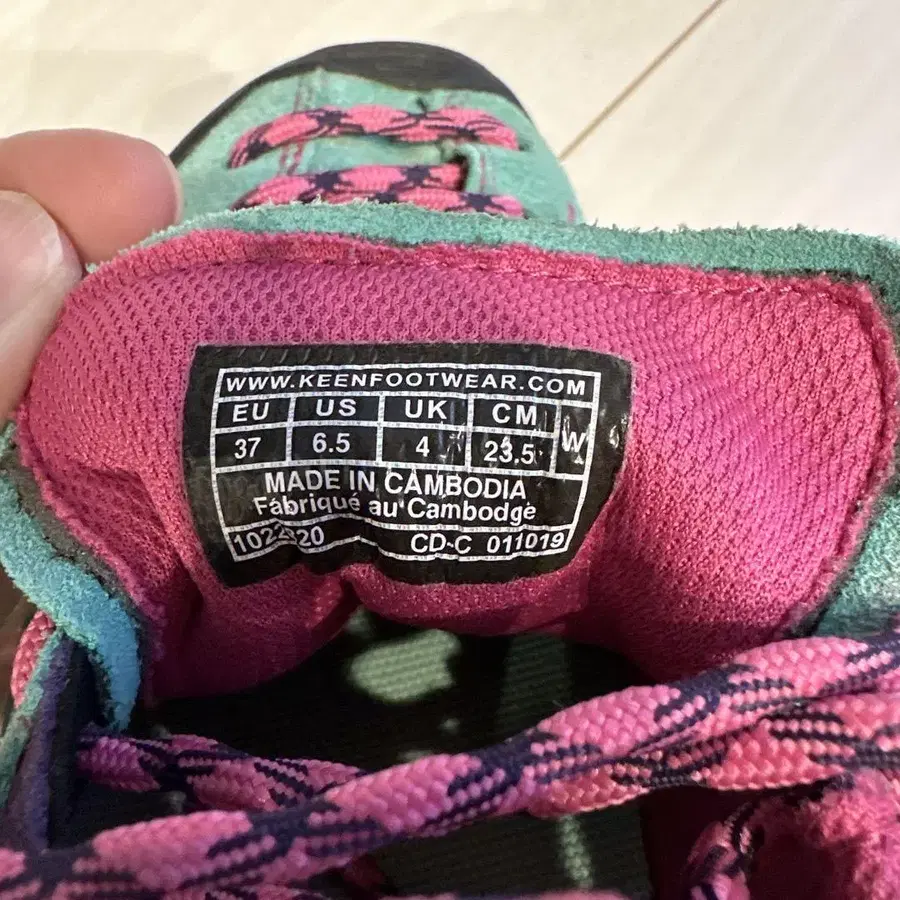 WWW.KEENFOOTWEAR.COM
EU US UK CM W
37 6.5 4 23.5
MADE IN CAMBODIA
Fabriqué au Cambodge
CD-C 011019